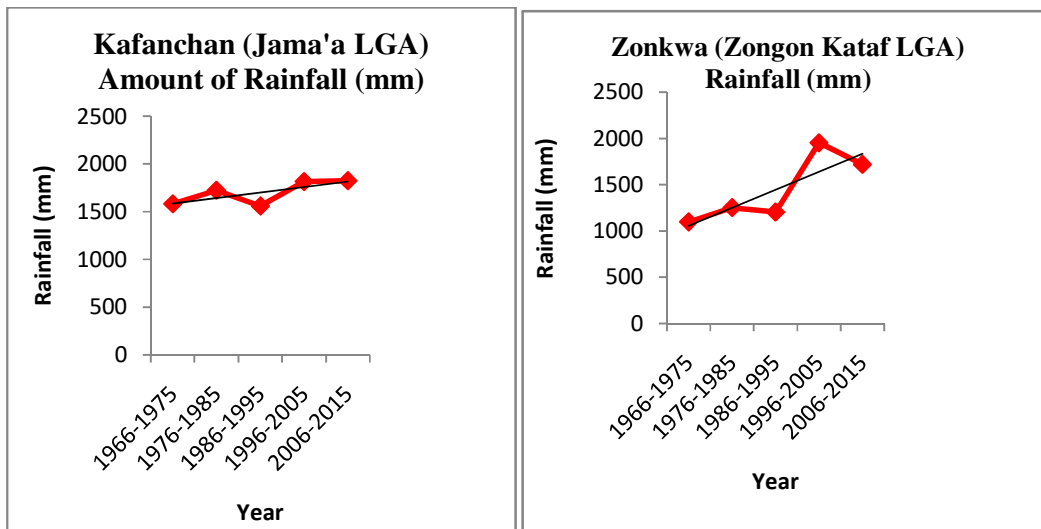 Kafanchan (Jama'a LGA)
Amount of Rainfall (mm)
2500
2000
1500
1000
500
0
Rainfall (mm)
1966-1975
1976-1985
1986-1995
1996-2005
2006-2015
Year
Zonkwa (Zongon Kataf LGA)
Rainfall (mm)
2500
2000
1500
1000
500
0
Rainfall (mm)
1966-1975
1976-1985
1986-1995
1996-2005
2006-2015
Year